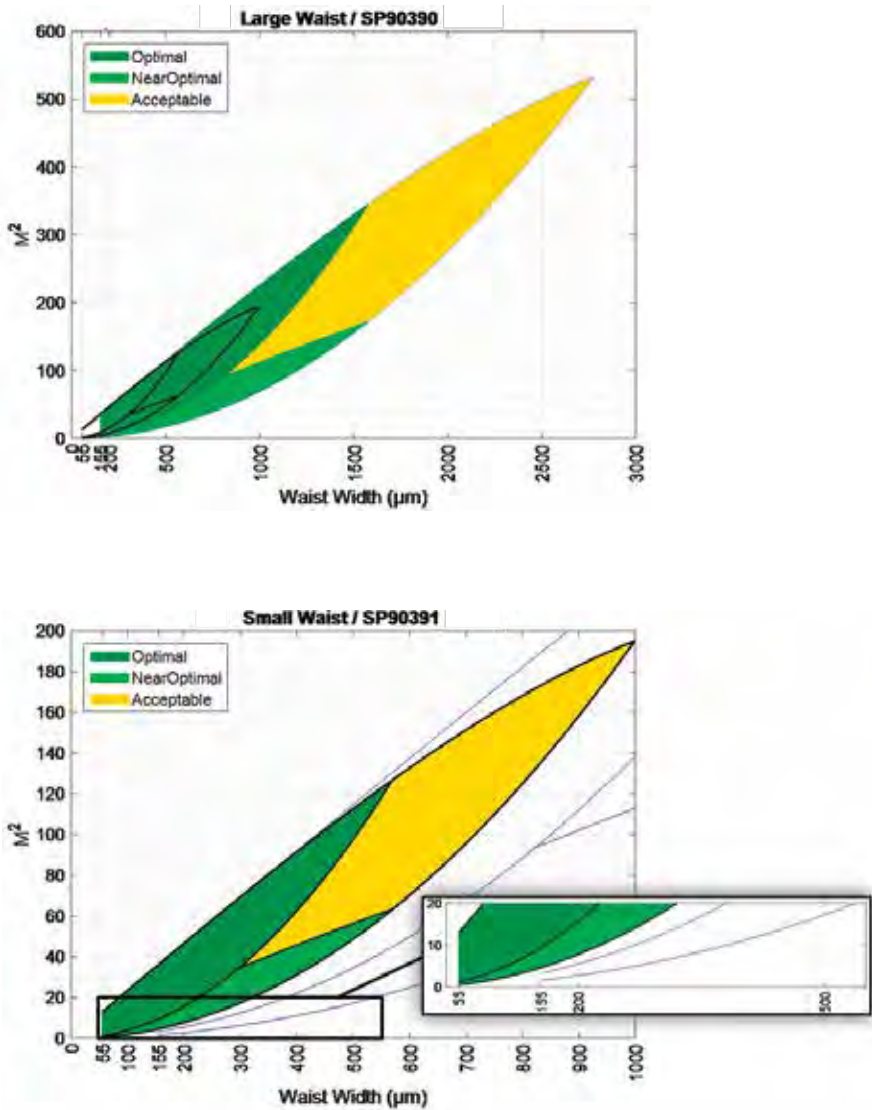 Large Waist / SP90390
600
500
400
300
200
100
0
M²
Optimal
NearOptimal
Acceptable
0 55 155 200 500 1000 1500 2000 2500 3000
Waist Width (µm)
Small Waist / SP90391
200
180
160
140
120
100
80
60
40
20
0
M²
Optimal
NearOptimal
Acceptable
20
10
0
55 155 200 500
0 55 100 155 200 300 400 500 600 700 800 900 1000
Waist Width (µm)